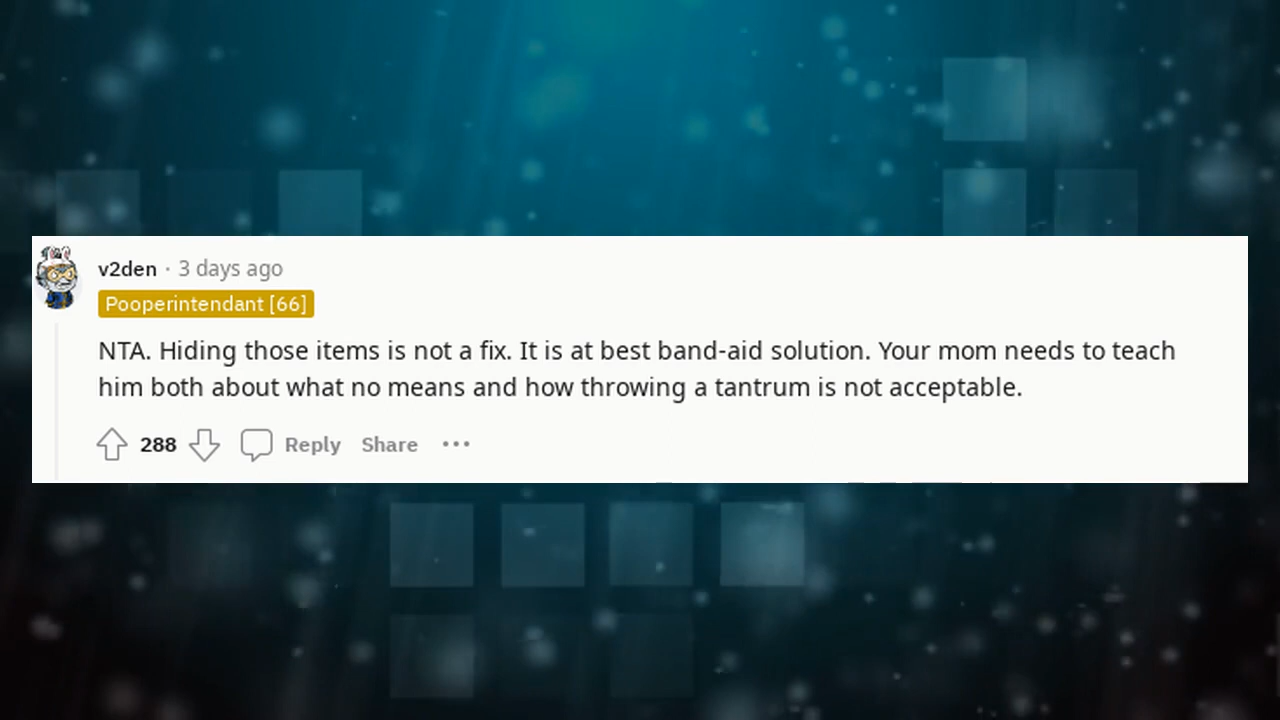 v2den · 3 days ago
Pooperintendant [66]
NTA. Hiding those items is not a fix. It is at best band-aid solution. Your mom needs to teach
him both about what no means and how throwing a tantrum is not acceptable.
288 Reply Share ···